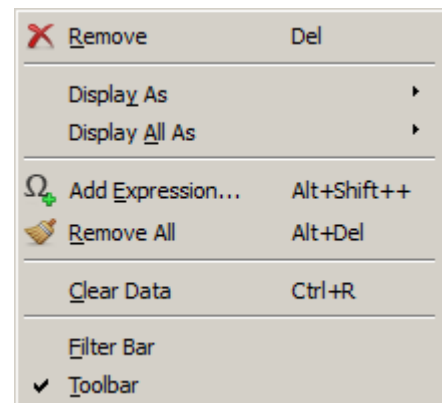 Remove Del
Display As
Display All As
Add Expression... Alt+Shift++
Remove All Alt+Del
Clear Data Ctrl+R
Filter Bar
Toolbar